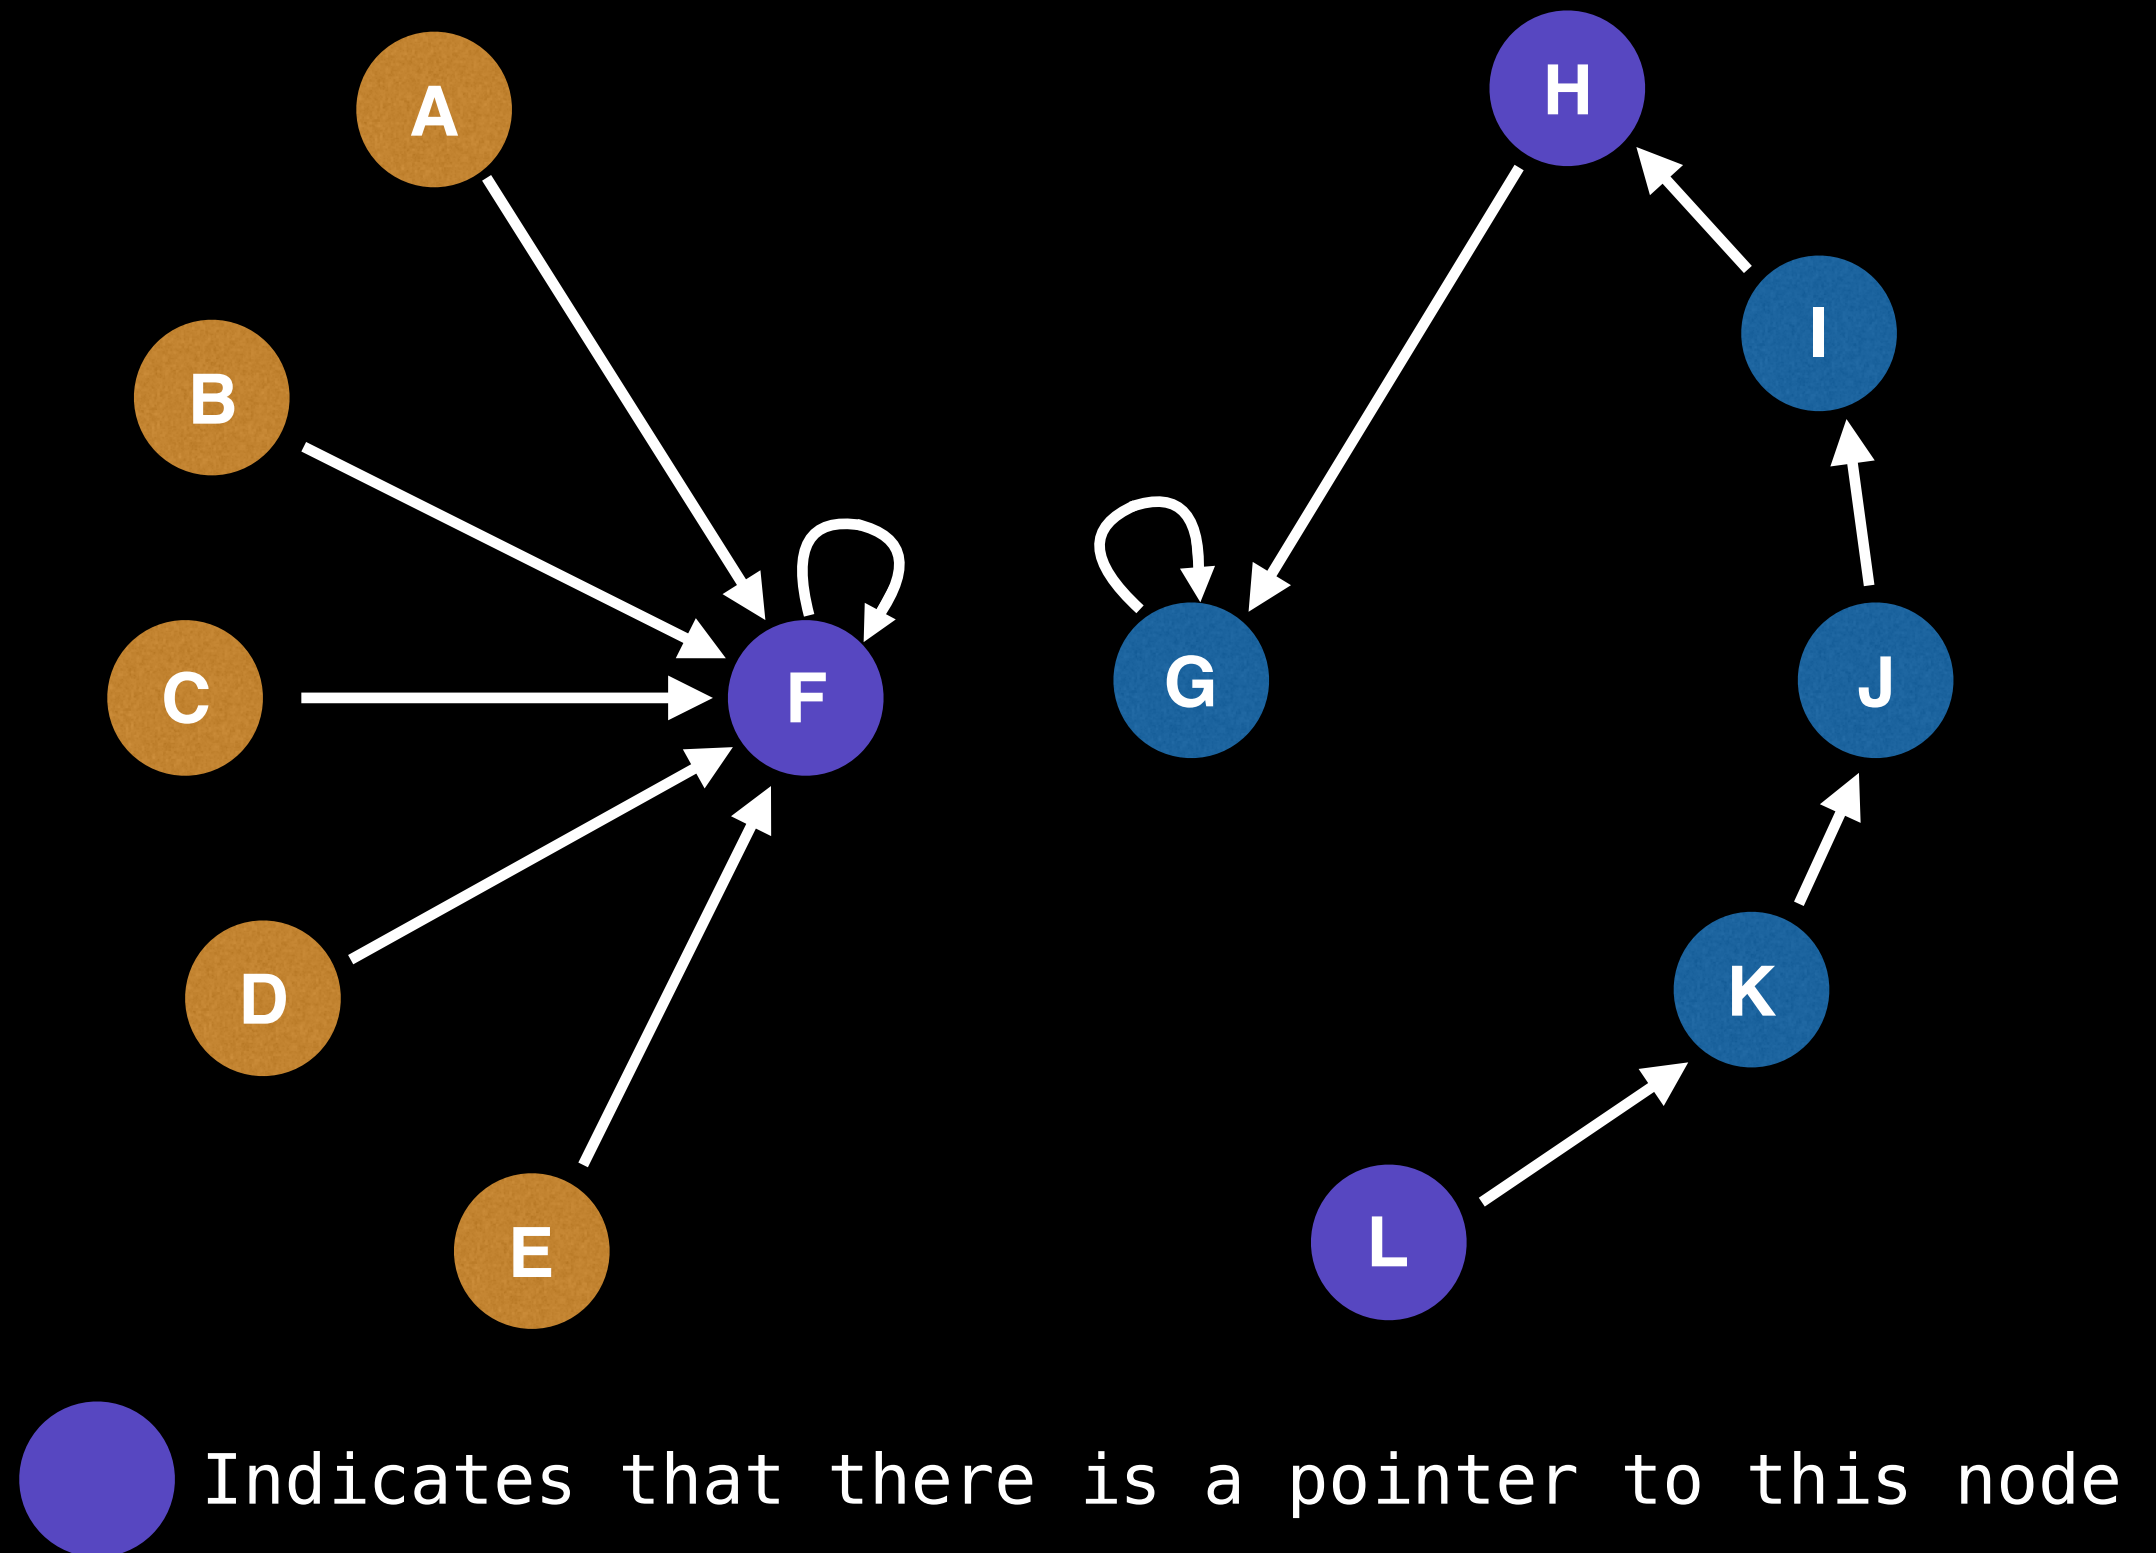 A
H
B
I
C
F
G
J
D
K
E
L
Indicates that there is a pointer to this node